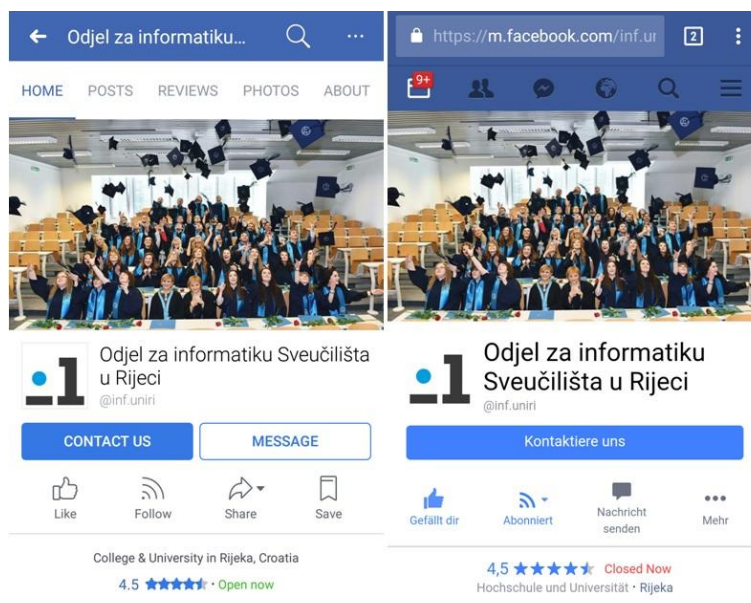 Odjel za informatiku...
HOME POSTS REVIEWS PHOTOS ABOUT
Odjel za informatiku Sveučilišta
u Rijeci
@inf.uniri
CONTACT US MESSAGE
Like Follow Share Save
College & University in Rijeka, Croatia
4.5 · Open now
https://m.facebook.com/inf.ur 2
9+
Odjel za informatiku
Sveučilišta u Rijeci
@inf.uniri
Kontaktiere uns
Gefällt dir Abonniert Nachricht
senden Mehr
4,5 Closed Now
Hochschule und Universität · Rijeka